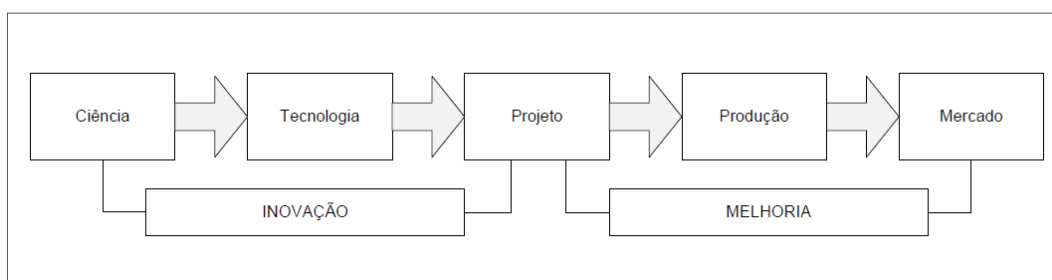 Ciência
Tecnologia
Projeto
Produção
Mercado
INOVAÇÃO
MELHORIA